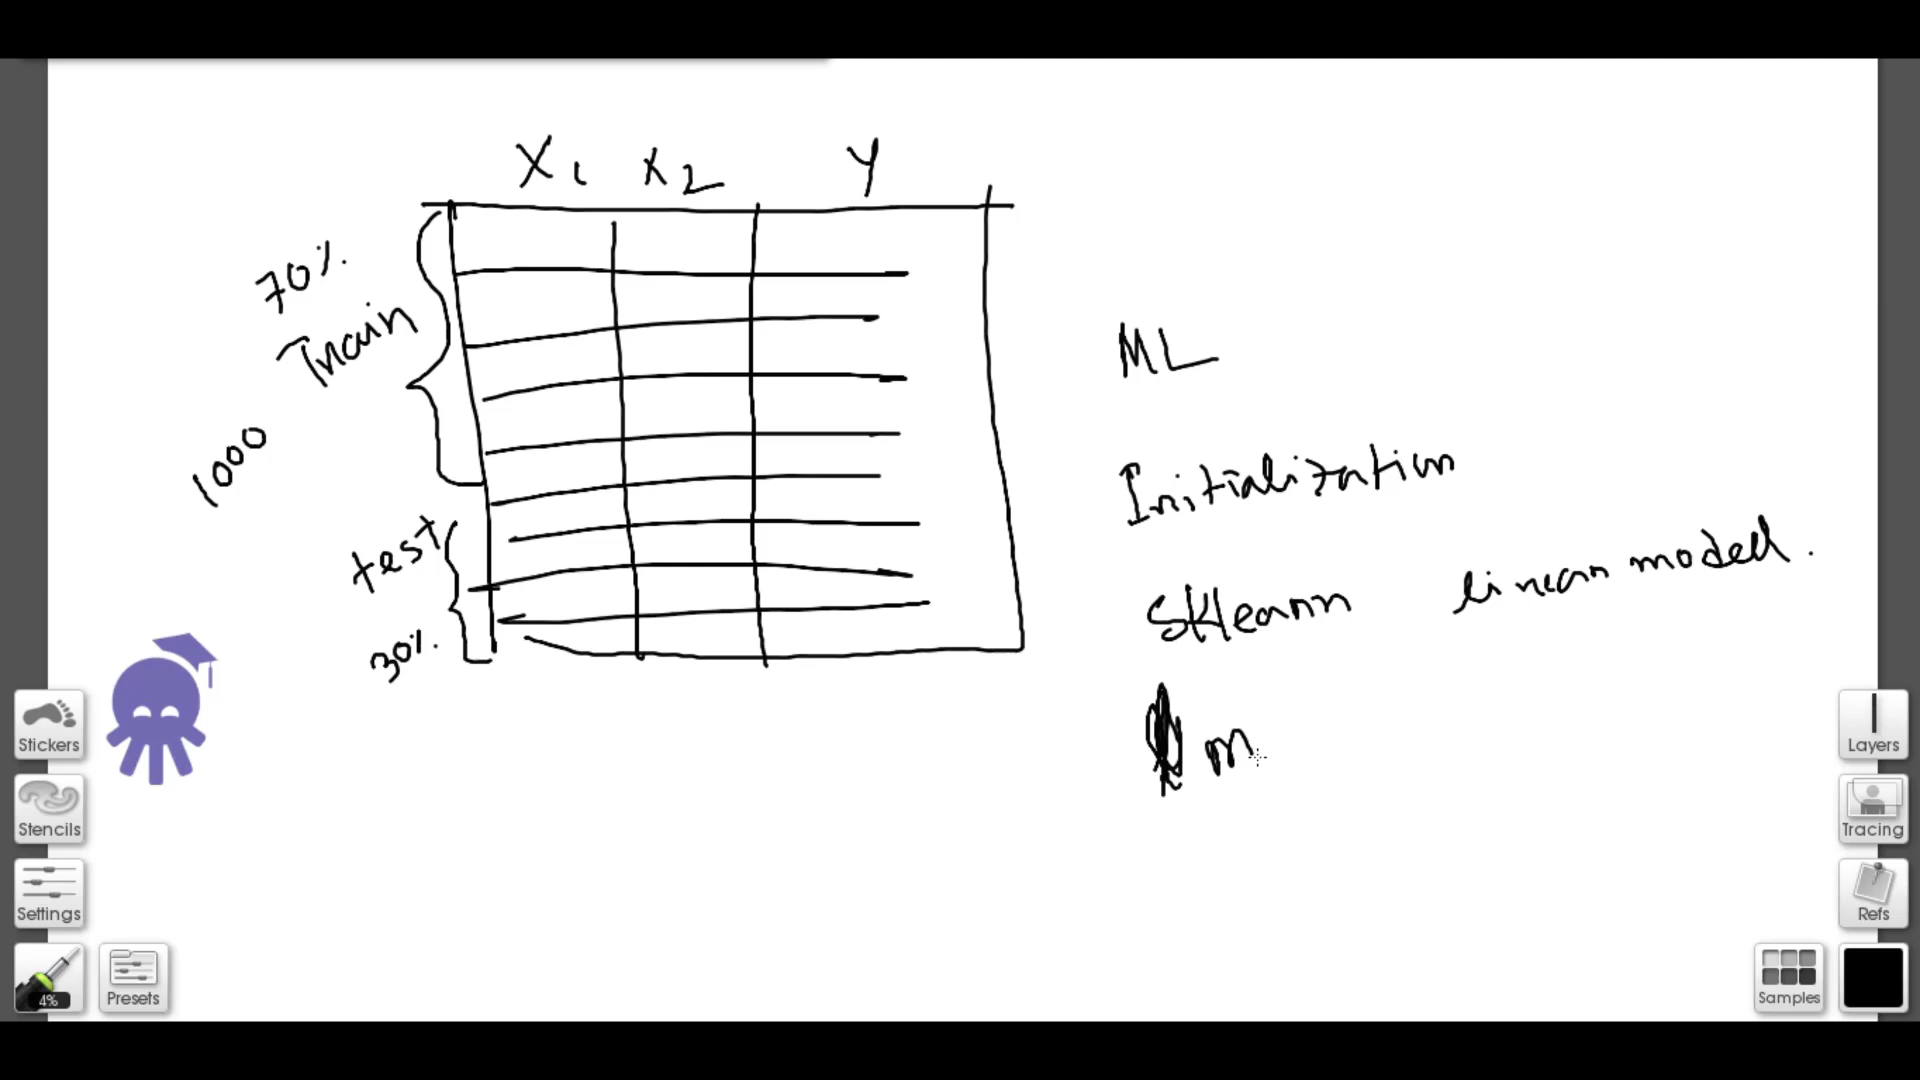 X1 X2 Y
70%
Train
1000
test
30%
ML
Initialization
Sklearn linear moded.
m
Stickers
Stencils
Settings
4%
Presets
Layers
Tracing
Refs
Samples